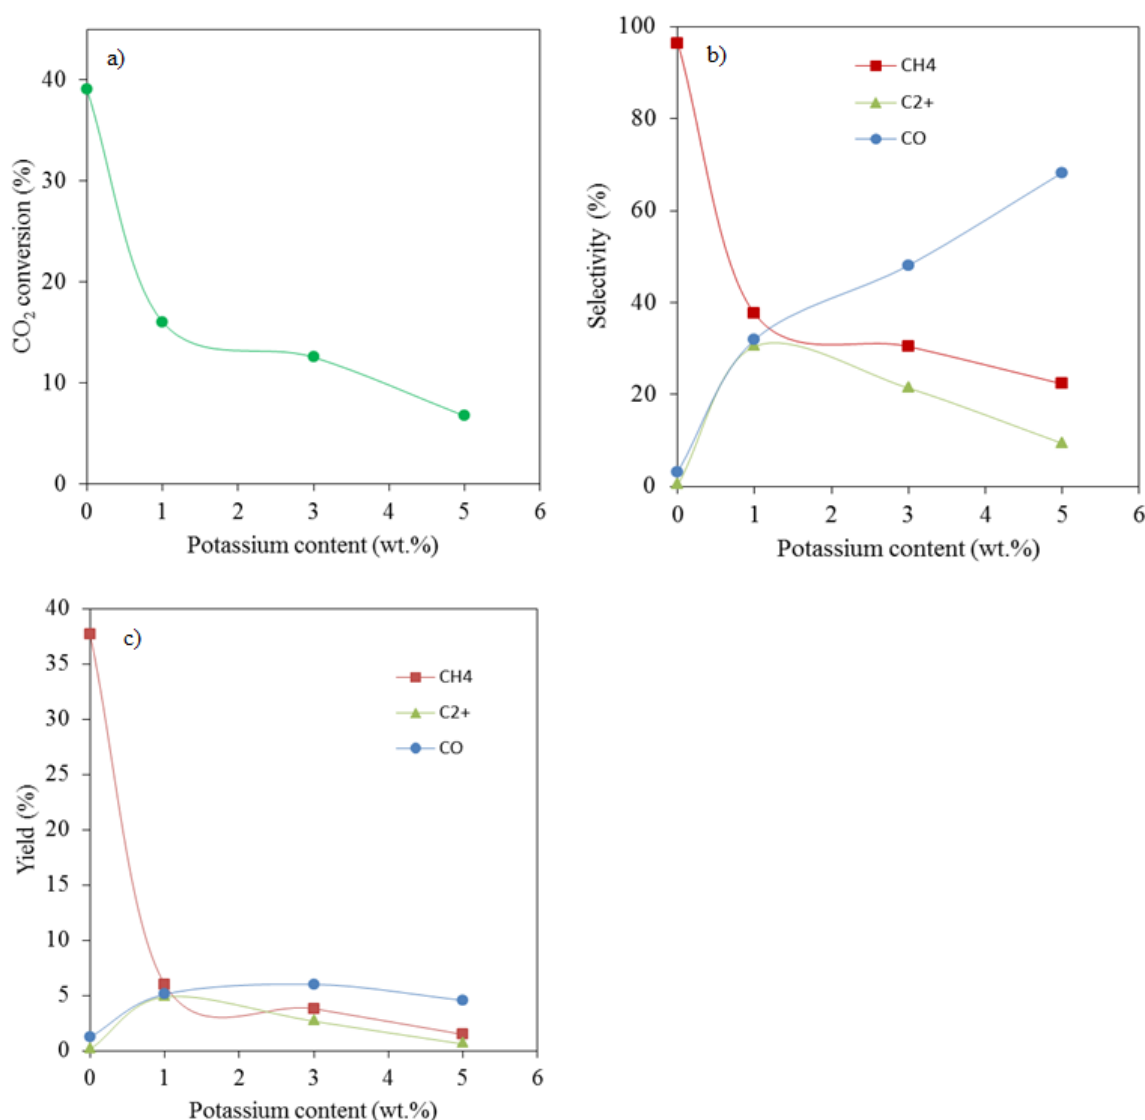 a)
CO₂ conversion (%)
40
30
20
10
0
0 1 2 3 4 5 6
Potassium content (wt.%)
b)
CH4
C2+
CO
Selectivity (%)
100
80
60
40
20
0
0 1 2 3 4 5 6
Potassium content (wt.%)
c)
CH4
C2+
CO
Yield (%)
40
35
30
25
20
15
10
5
0
0 1 2 3 4 5 6
Potassium content (wt.%)